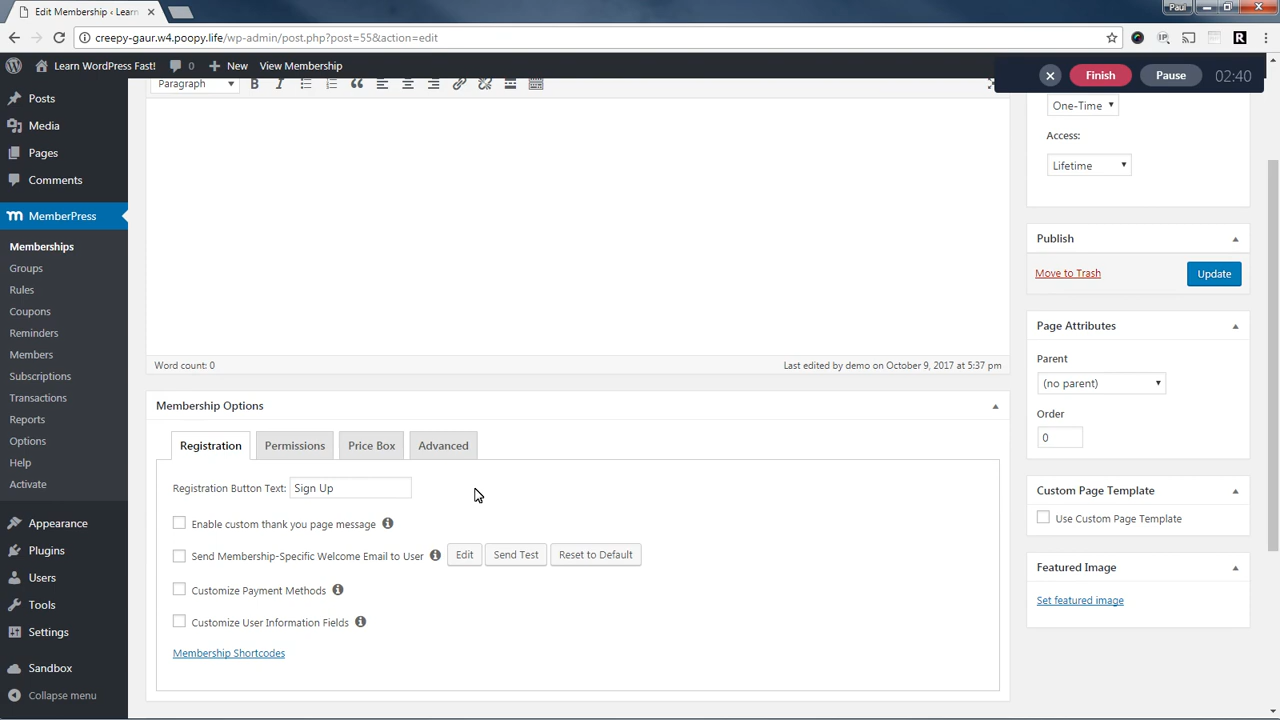 Edit Membership ‹ Learn
Paul
creepy-gaur.w4.poopy.life/wp-admin/post.php?post=55&action=edit
Learn WordPress Fast!
0
New
View Membership
Finish
Pause
02:40
Posts
Media
Pages
Comments
MemberPress
Memberships
Groups
Rules
Coupons
Reminders
Members
Subscriptions
Transactions
Reports
Options
Help
Activate
Appearance
Plugins
Users
Tools
Settings
Sandbox
Collapse menu
Paragraph
Word count: 0
Last edited by demo on October 9, 2017 at 5:37 pm
Membership Options
Registration
Permissions
Price Box
Advanced
Registration Button Text:
Sign Up
Enable custom thank you page message
Send Membership-Specific Welcome Email to User
Edit
Send Test
Reset to Default
Customize Payment Methods
Customize User Information Fields
Membership Shortcodes
One-Time
Access:
Lifetime
Publish
Move to Trash
Update
Page Attributes
Parent
(no parent)
Order
0
Custom Page Template
Use Custom Page Template
Featured Image
Set featured image